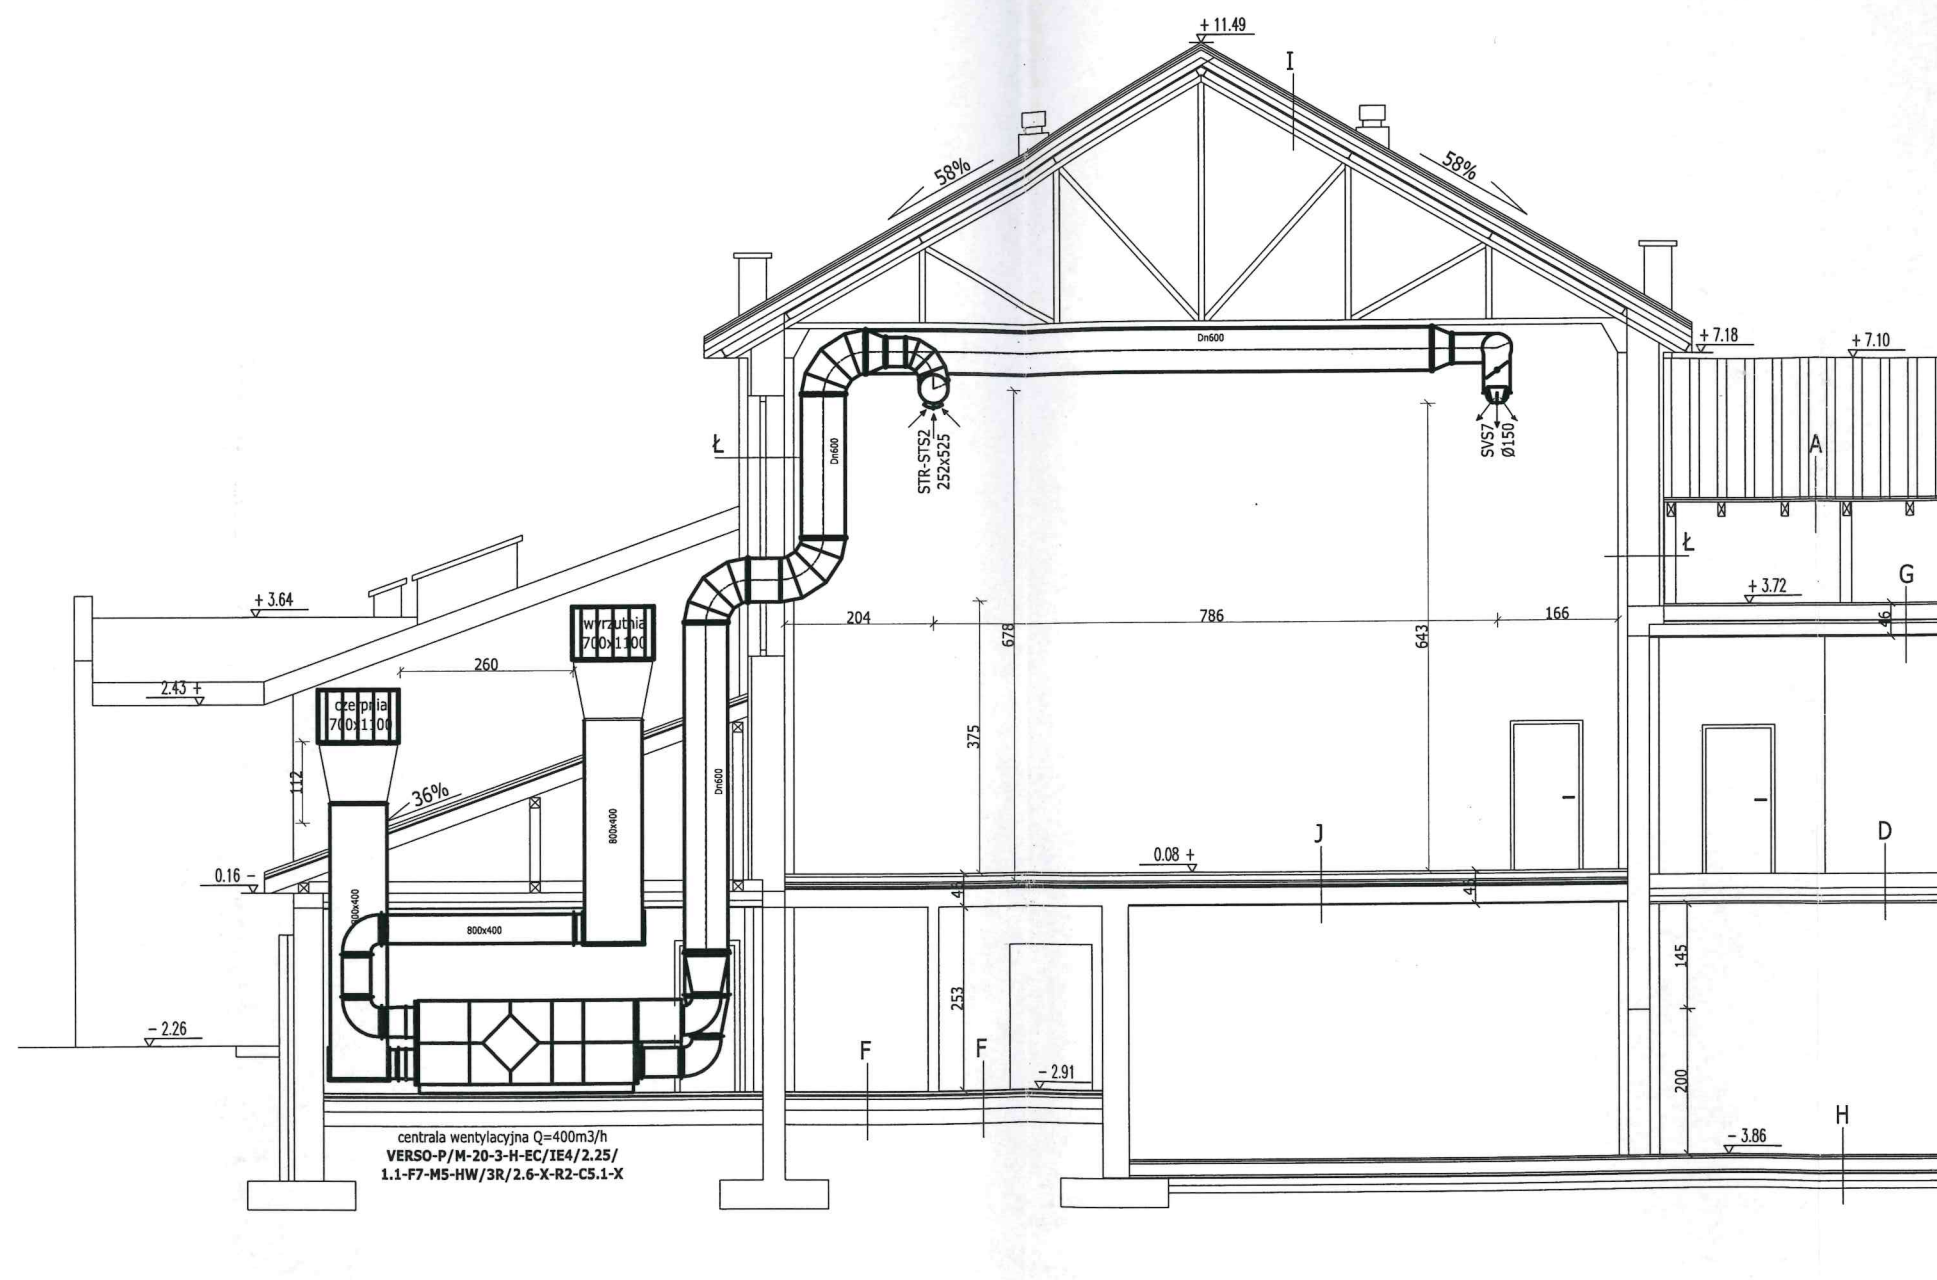 + 11.49
I
58%
58%
+ 7.18
+ 7.10
Dn600
Ł
Dn600
STR-STS2
252x525
SVS7
Ø150
A
Ł
+ 3.64
wyrzutnia
700x1100
+ 3.72
G
46
204
786
166
678
643
260
2.43 +
czerpnia
700x1100
375
112
Dn600
36%
800x400
J
D
0.08 +
0.16 -
800x400
800x400
145
253
- 2.26
F
F
- 2.91
200
H
- 3.86
centrala wentylacyjna Q=400m3/h
VERSO-P/M-20-3-H-EC/IE4/2.25/
1.1-F7-M5-HW/3R/2.6-X-R2-C5.1-X